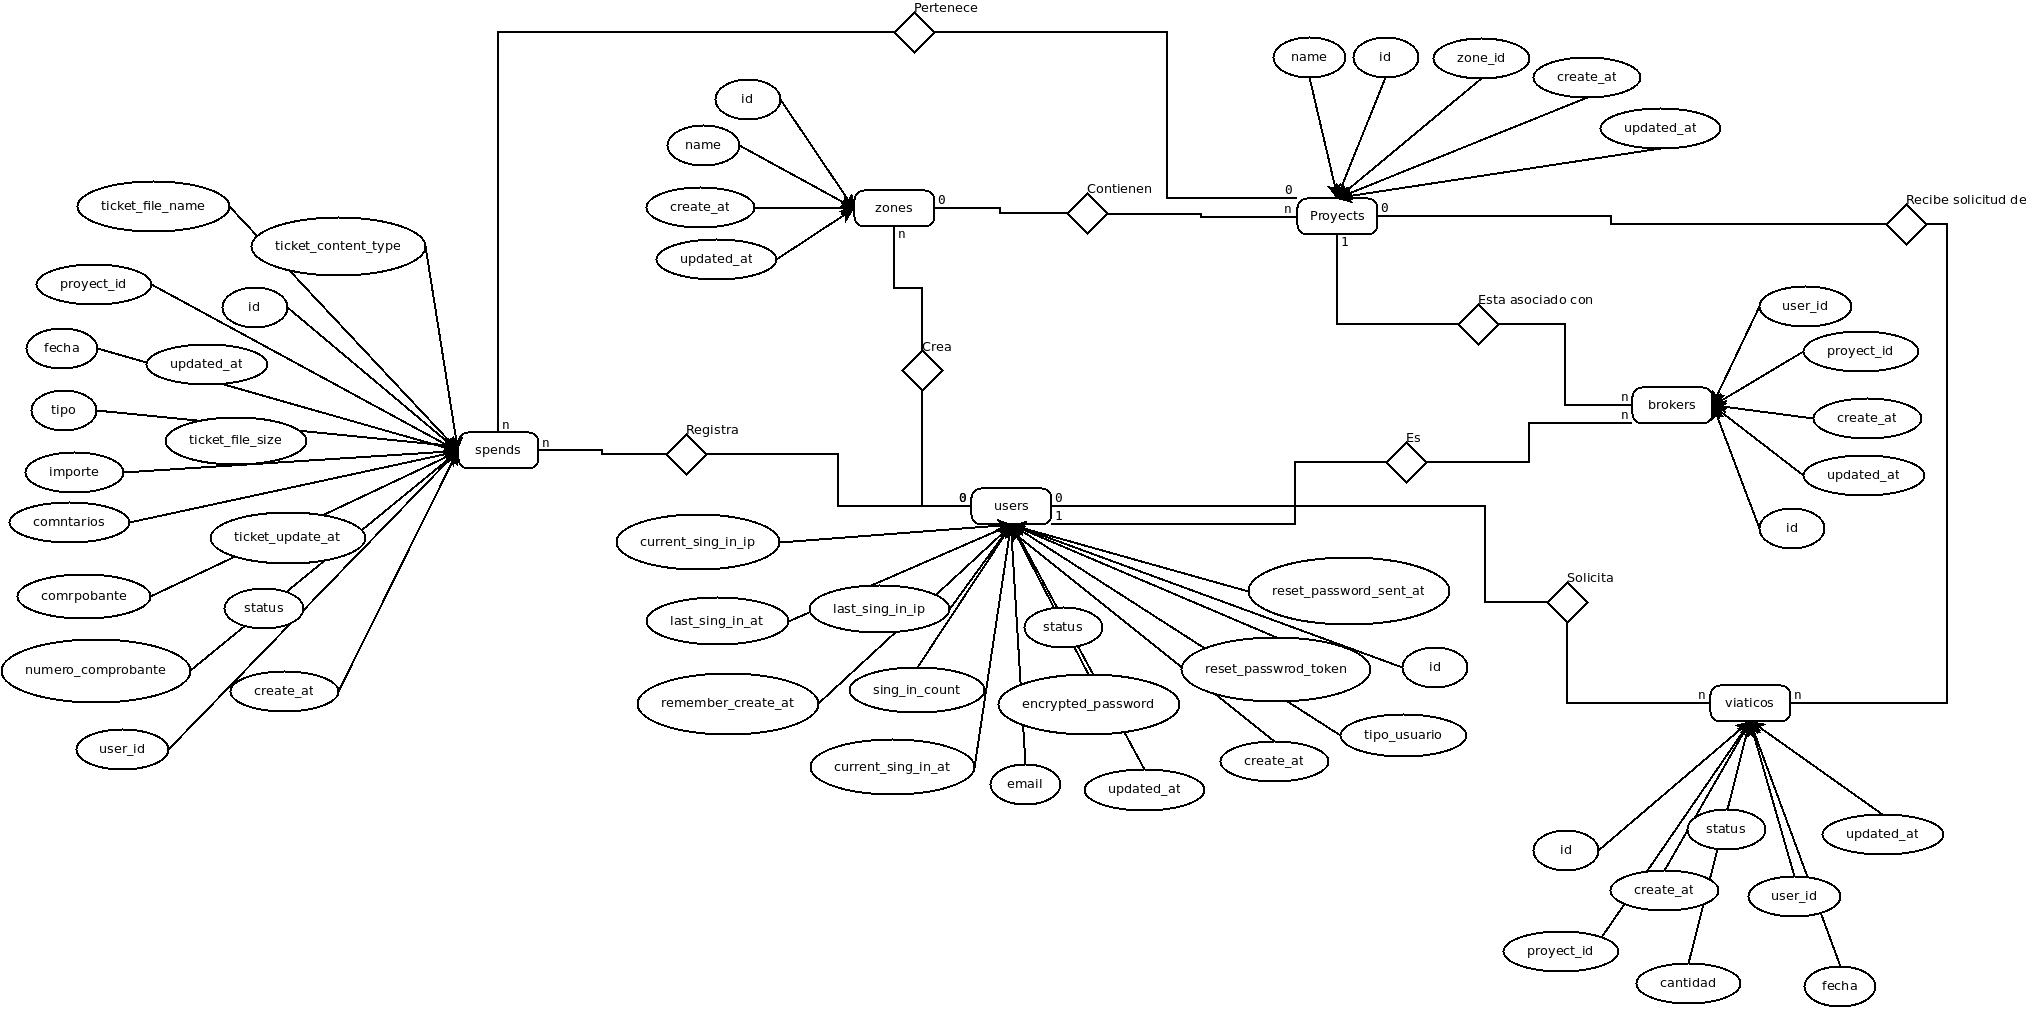 Pertenece
name
id
zone_id
create_at
updated_at
id
name
create_at
updated_at
zones
0
n
Contienen
0
n
Proyects
0
1
Recibe solicitud de
ticket_file_name
ticket_content_type
proyect_id
id
fecha
updated_at
tipo
ticket_file_size
importe
comntarios
ticket_update_at
comrpobante
status
numero_comprobante
create_at
user_id
spends
n
n
Registra
Crea
Esta asociado con
user_id
proyect_id
create_at
updated_at
id
brokers
n
n
Es
0
users
0
1
Solicita
current_sing_in_ip
last_sing_in_at
last_sing_in_ip
status
reset_password_sent_at
remember_create_at
sing_in_count
encrypted_password
reset_passwrod_token
id
current_sing_in_at
email
updated_at
create_at
tipo_usuario
n
viaticos
n
id
status
updated_at
create_at
user_id
proyect_id
cantidad
fecha